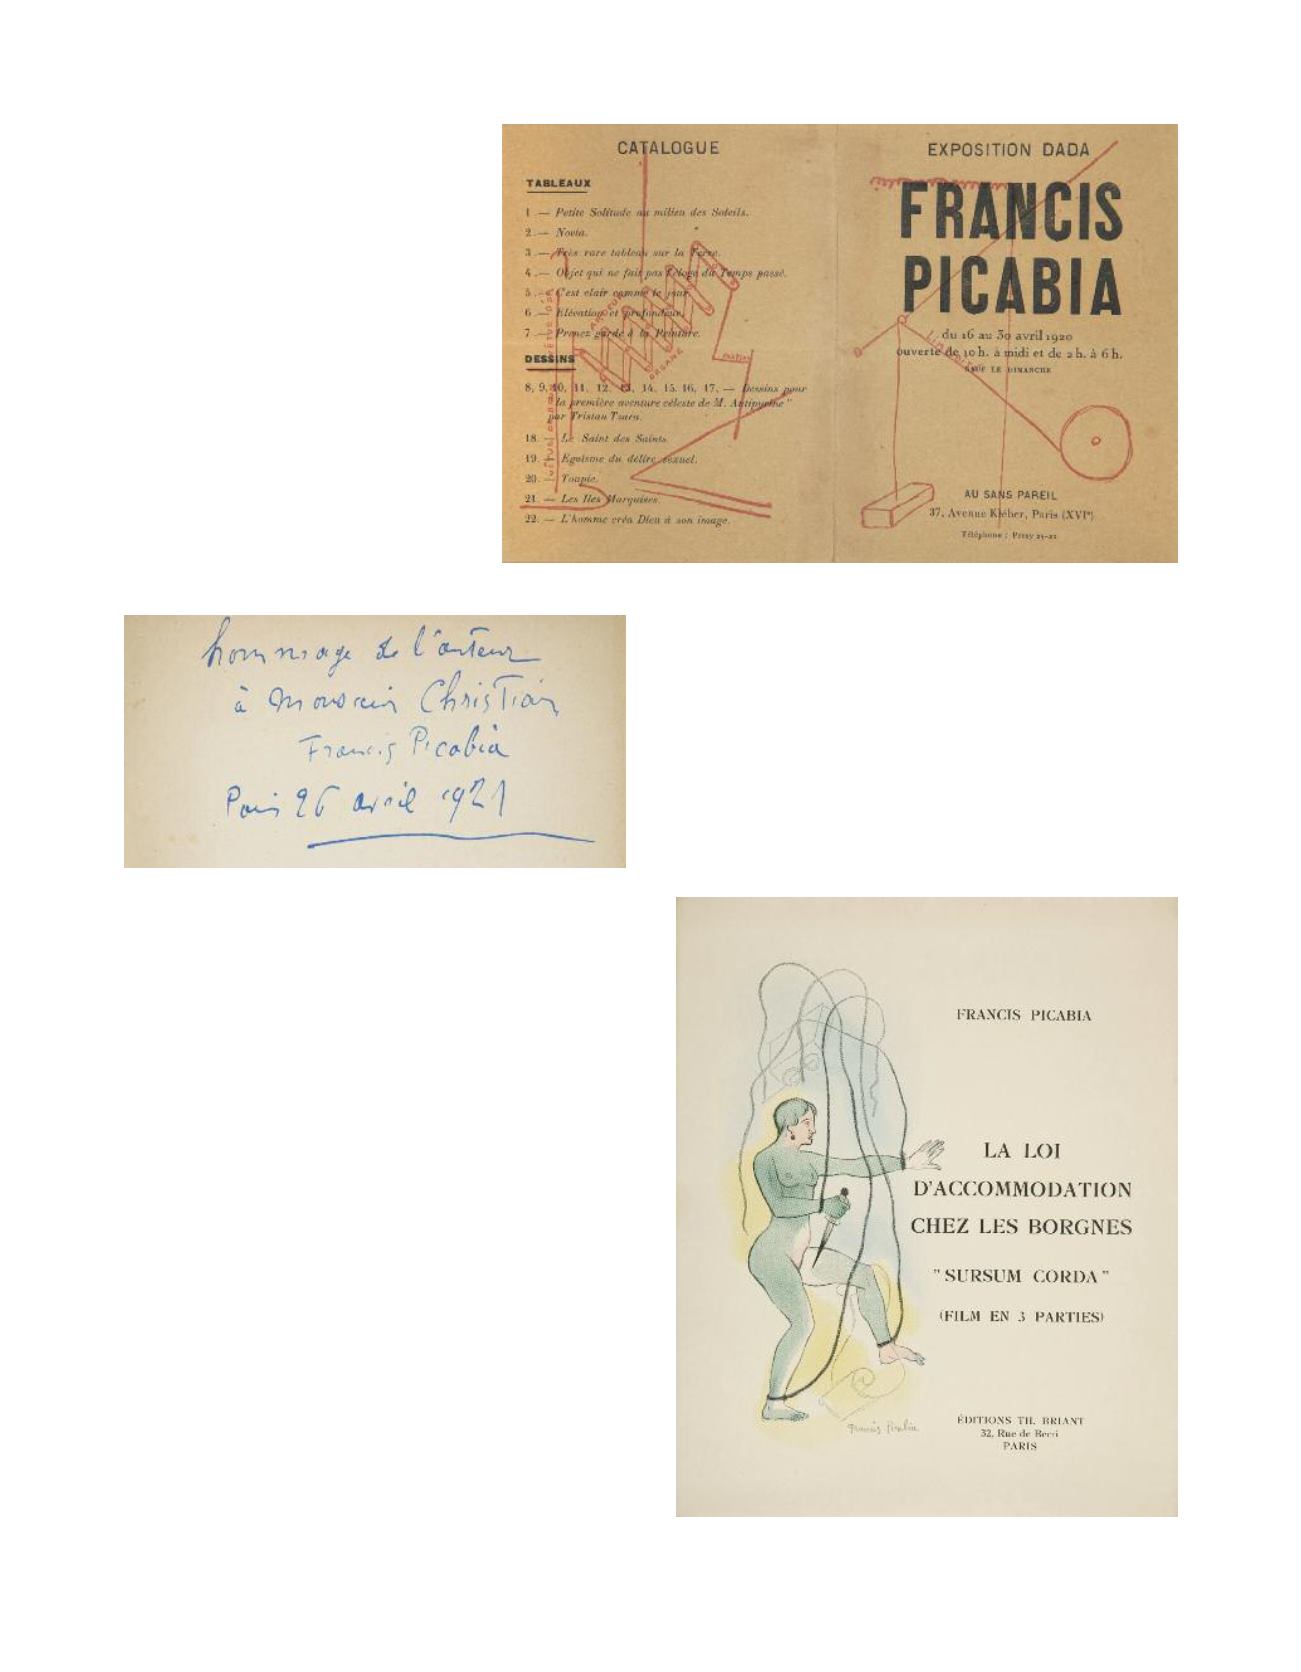 CATALOGUE
TABLEAUX
1 — Petite Solitude au milieu des Soleils.
2 — Novia.
3 — Très rare tableau sur la Terre.
4 — Objet qui ne fait pas l'éloge du Temps passé.
5 — C'est clair comme le jour.
6 — Elévation et profondeur.
7 — Prenez garde à la Peinture.
DESSINS
8, 9, 10, 11, 12, 13, 14, 15, 16, 17, — Dessins pour
la première aventure céleste de M. Antipyrine"
par Tristan Tzara.
18. — Le Saint des Saints.
19. — Egoïsme du délire sexuel.
20. — Toupie.
21. — Les Iles Marquises.
22. — L'homme créa Dieu à son image.
ORGANE
EXPOSITION DADA
FRANCIS
PICABIA
du 16 au 30 avril 1920
ouverte de 10 h. à midi et de 2 h. à 6 h.
SAUF LE DIMANCHE
AU SANS PAREIL
37, Avenue Kléber, Paris (XVIe)
Téléphone : Passy
hommage de l'auteur
à Monsieur Christian
Francis Picabia
Paris 26 avril 1921
FRANCIS PICABIA
LA LOI
D'ACCOMMODATION
CHEZ LES BORGNES
"SURSUM CORDA"
(FILM EN 3 PARTIES)
Francis Picabia
ÉDITIONS TH. BRIANT
32, Rue de Berri
PARIS